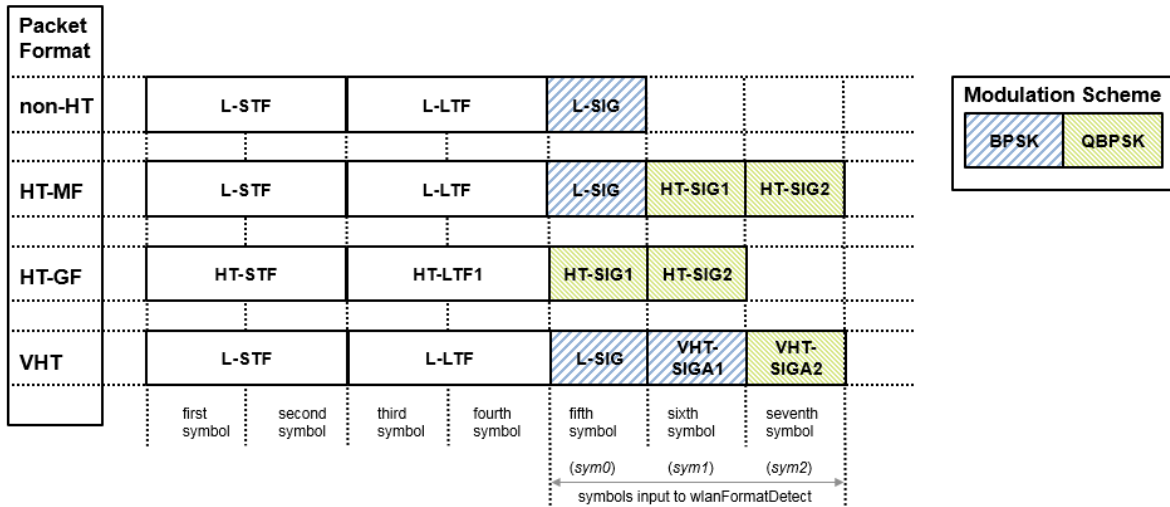 Packet
Format
non-HT
L-STF
L-LTF
L-SIG
HT-MF
L-STF
L-LTF
L-SIG
HT-SIG1
HT-SIG2
HT-GF
HT-STF
HT-LTF1
HT-SIG1
HT-SIG2
VHT
L-STF
L-LTF
L-SIG
VHT-
SIGA1
VHT-
SIGA2
first
symbol
second
symbol
third
symbol
fourth
symbol
fifth
symbol
sixth
symbol
seventh
symbol
(sym0)
(sym1)
(sym2)
symbols input to wlanFormatDetect
Modulation Scheme
BPSK
QBPSK